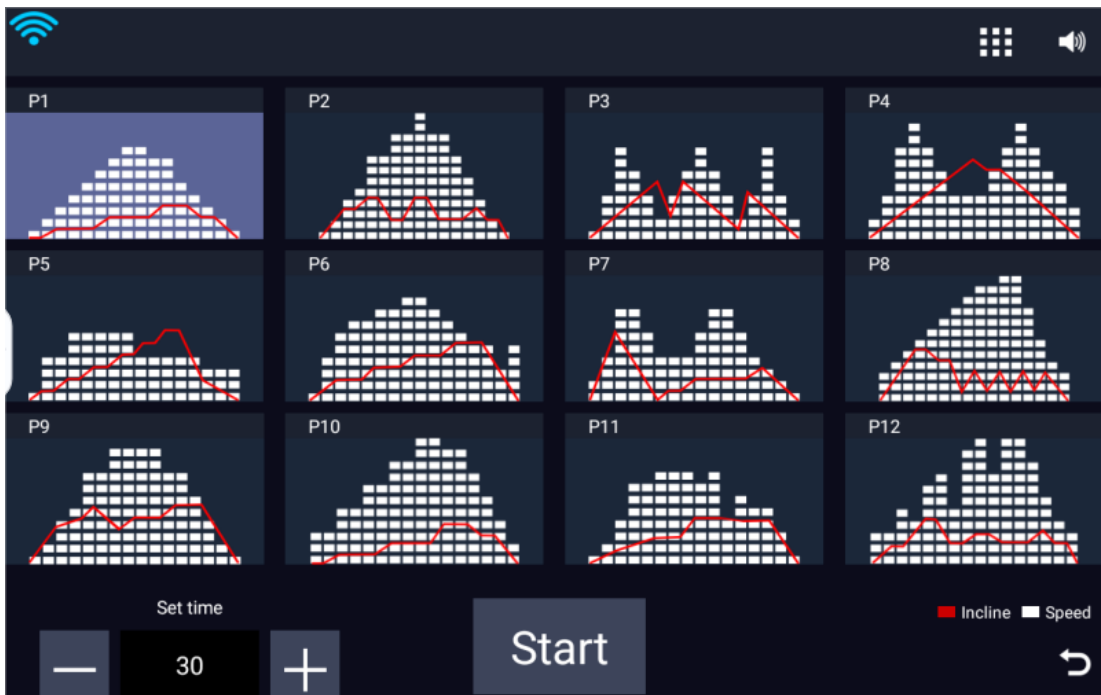 P1
P2
P3
P4
P5
P6
P7
P8
P9
P10
P11
P12
Set time
30
Start
Incline
Speed